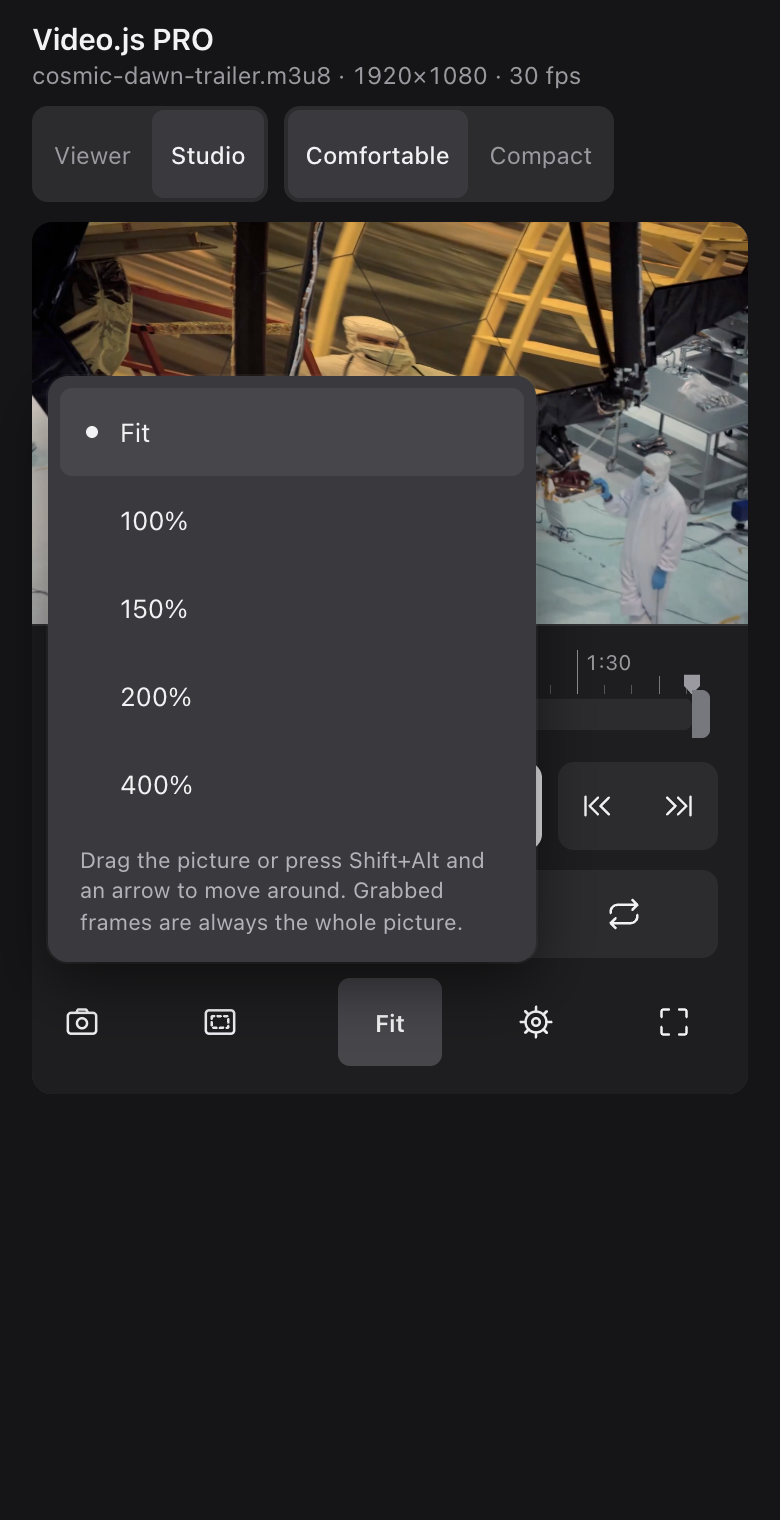 Video.js PRO
cosmic-dawn-trailer.m3u8 · 1920×1080 · 30 fps
Viewer
Studio
Comfortable
Compact
Fit
100%
150%
200%
400%
Drag the picture or press Shift+Alt and
an arrow to move around. Grabbed
frames are always the whole picture.
1:30
Fit